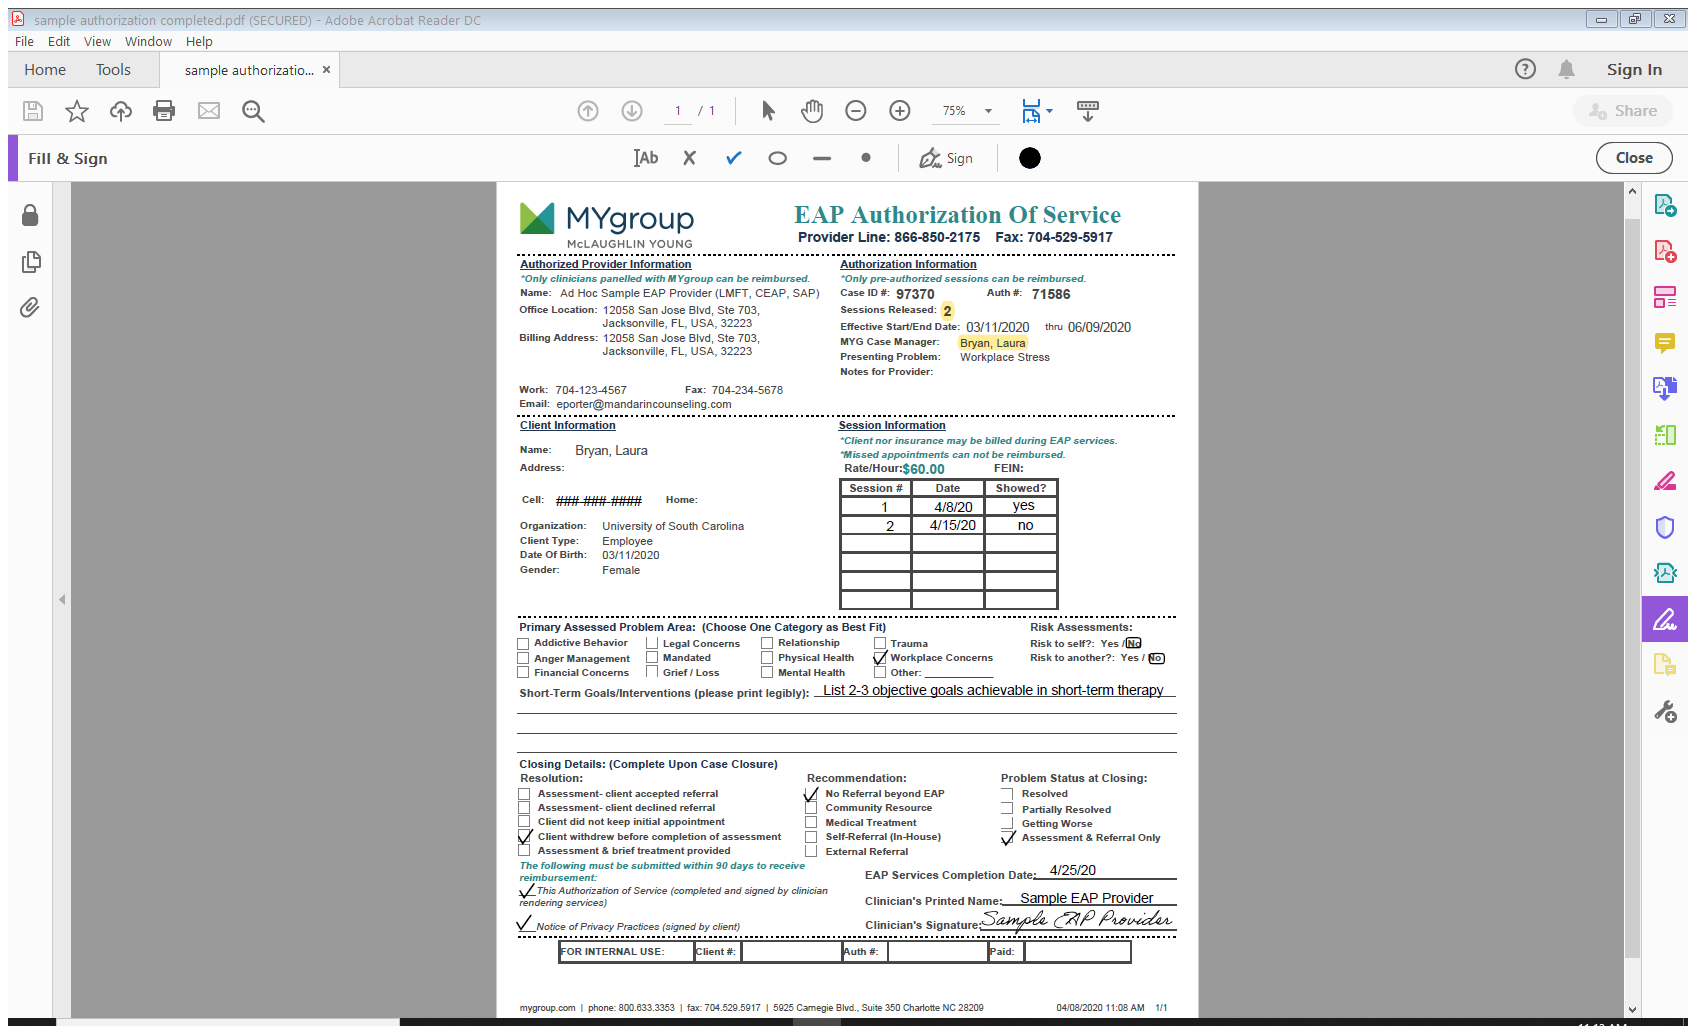 sample authorization completed.pdf (SECURED) - Adobe Acrobat Reader DC
File Edit View Window Help
Home Tools sample authorizatio... × Sign In
1 / 1 75% Share
Fill & Sign Ab Sign Close
MYgroup
McLAUGHLIN YOUNG
EAP Authorization Of Service
Provider Line: 866-850-2175 Fax: 704-529-5917
Authorized Provider Information
*Only clinicians panelled with MYgroup can be reimbursed.
Name: Ad Hoc Sample EAP Provider (LMFT, CEAP, SAP)
Office Location: 12058 San Jose Blvd, Ste 703,
Jacksonville, FL, USA, 32223
Billing Address: 12058 San Jose Blvd, Ste 703,
Jacksonville, FL, USA, 32223
Work: 704-123-4567 Fax: 704-234-5678
Email: eporter@mandarincounseling.com
Authorization Information
*Only pre-authorized sessions can be reimbursed.
Case ID #: 97370 Auth #: 71586
Sessions Released: 2
Effective Start/End Date: 03/11/2020 thru 06/09/2020
MYG Case Manager: Bryan, Laura
Presenting Problem: Workplace Stress
Notes for Provider:
Client Information
Name: Bryan, Laura
Address:
Cell: ###-###-#### Home:
Organization: University of South Carolina
Client Type: Employee
Date Of Birth: 03/11/2020
Gender: Female
Session Information
*Client nor insurance may be billed during EAP services.
*Missed appointments can not be reimbursed.
Rate/Hour:$60.00 FEIN:
Session # Date Showed?
1 4/8/20 yes
2 4/15/20 no
Primary Assessed Problem Area: (Choose One Category as Best Fit) Risk Assessments:
Addictive Behavior Legal Concerns Relationship Trauma Risk to self?: Yes /No
Anger Management Mandated Physical Health Workplace Concerns Risk to another?: Yes / No
Financial Concerns Grief / Loss Mental Health Other:
Short-Term Goals/Interventions (please print legibly): List 2-3 objective goals achievable in short-term therapy
Closing Details: (Complete Upon Case Closure)
Resolution: Recommendation: Problem Status at Closing:
Assessment- client accepted referral No Referral beyond EAP Resolved
Assessment- client declined referral Community Resource Partially Resolved
Client did not keep initial appointment Medical Treatment Getting Worse
Client withdrew before completion of assessment Self-Referral (In-House) Assessment & Referral Only
Assessment & brief treatment provided External Referral
The following must be submitted within 90 days to receive
reimbursement:
This Authorization of Service (completed and signed by clinician
rendering services)
Notice of Privacy Practices (signed by client)
EAP Services Completion Date: 4/25/20
Clinician's Printed Name: Sample EAP Provider
Clinician's Signature: Sample EAP Provider
FOR INTERNAL USE: Client #: Auth #: Paid:
mygroup.com | phone: 800.633.3353 | fax: 704.529.5917 | 5925 Carnegie Blvd., Suite 350 Charlotte NC 28209 04/08/2020 11:08 AM 1/1